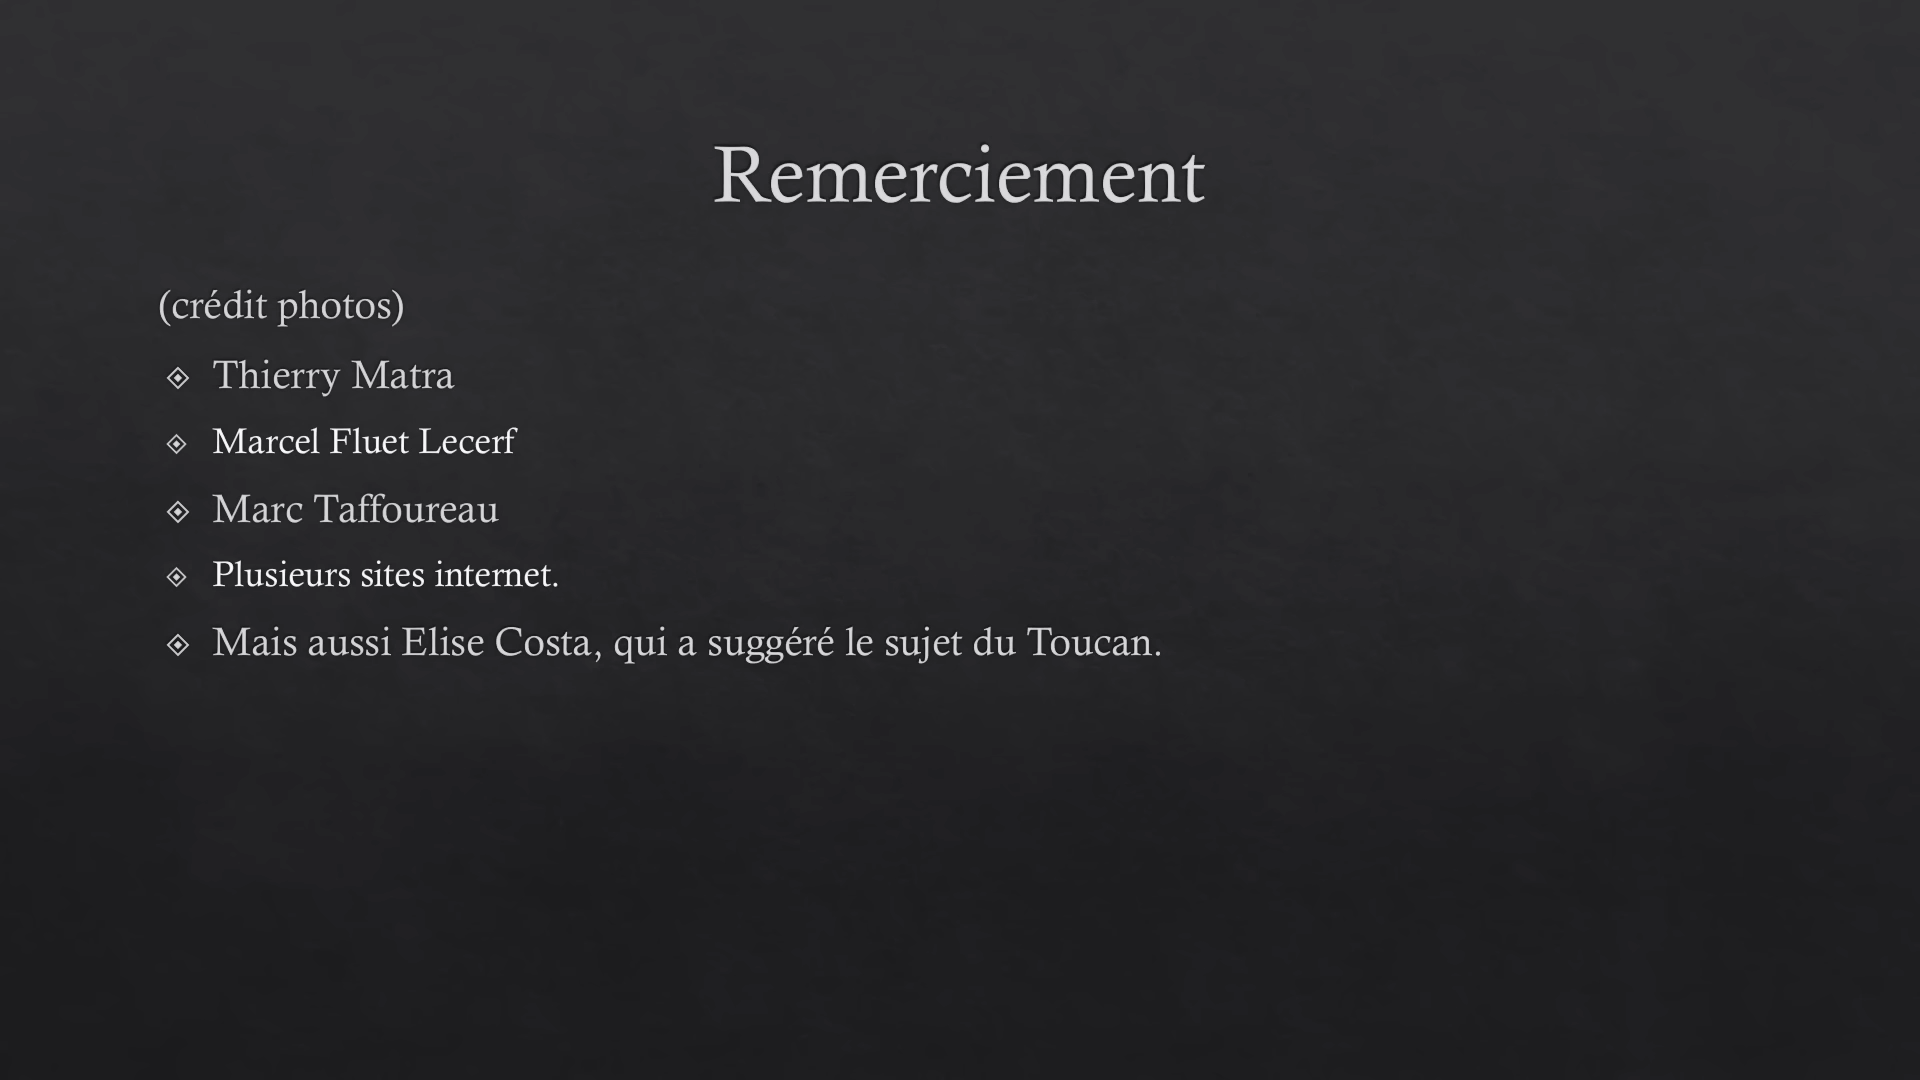 Remerciement
(crédit photos)
Thierry Matra
Marcel Fluet Lecerf
Marc Taffoureau
Plusieurs sites internet.
Mais aussi Elise Costa, qui a suggéré le sujet du Toucan.